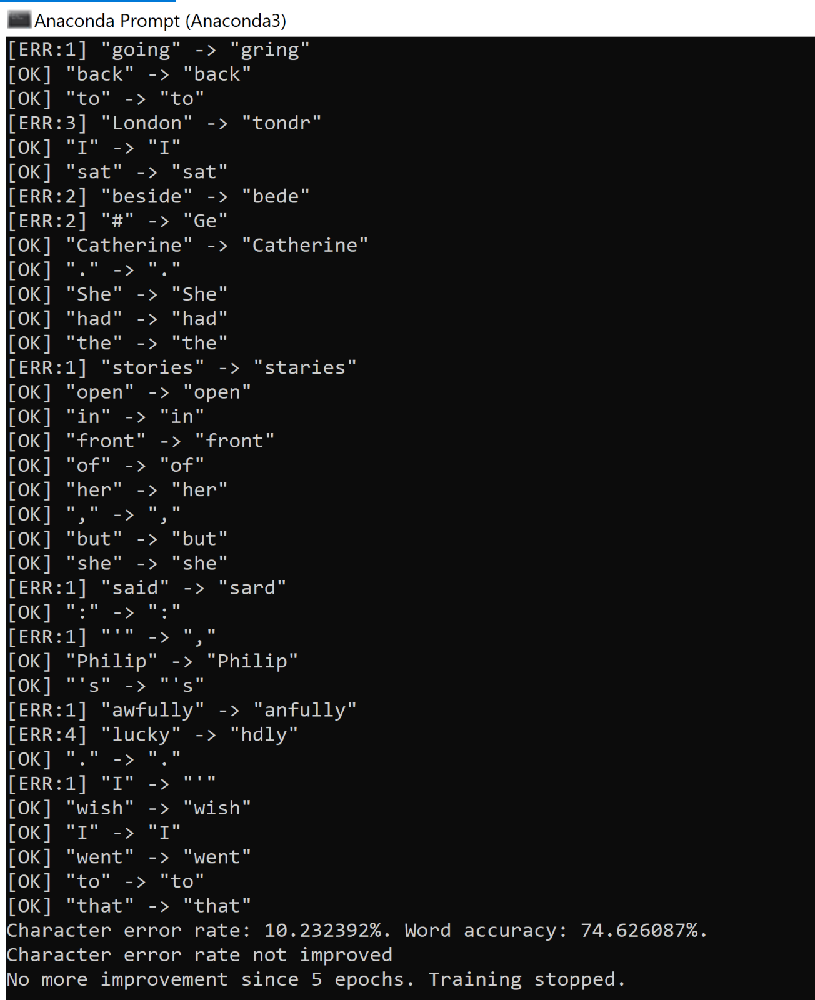 Anaconda Prompt (Anaconda3)
[ERR:1] "going" -> "gring"
[OK] "back" -> "back"
[OK] "to" -> "to"
[ERR:3] "London" -> "tondr"
[OK] "I" -> "I"
[OK] "sat" -> "sat"
[ERR:2] "beside" -> "bede"
[ERR:2] "#" -> "Ge"
[OK] "Catherine" -> "Catherine"
[OK] "." -> "."
[OK] "She" -> "She"
[OK] "had" -> "had"
[OK] "the" -> "the"
[ERR:1] "stories" -> "staries"
[OK] "open" -> "open"
[OK] "in" -> "in"
[OK] "front" -> "front"
[OK] "of" -> "of"
[OK] "her" -> "her"
[OK] "," -> ","
[OK] "but" -> "but"
[OK] "she" -> "she"
[ERR:1] "said" -> "sard"
[OK] ":" -> ":"
[ERR:1] "'" -> ","
[OK] "Philip" -> "Philip"
[OK] "'s" -> "'s"
[ERR:1] "awfully" -> "anfully"
[ERR:4] "lucky" -> "hdly"
[OK] "." -> "."
[ERR:1] "I" -> "'"
[OK] "wish" -> "wish"
[OK] "I" -> "I"
[OK] "went" -> "went"
[OK] "to" -> "to"
[OK] "that" -> "that"
Character error rate: 10.232392%. Word accuracy: 74.626087%.
Character error rate not improved
No more improvement since 5 epochs. Training stopped.